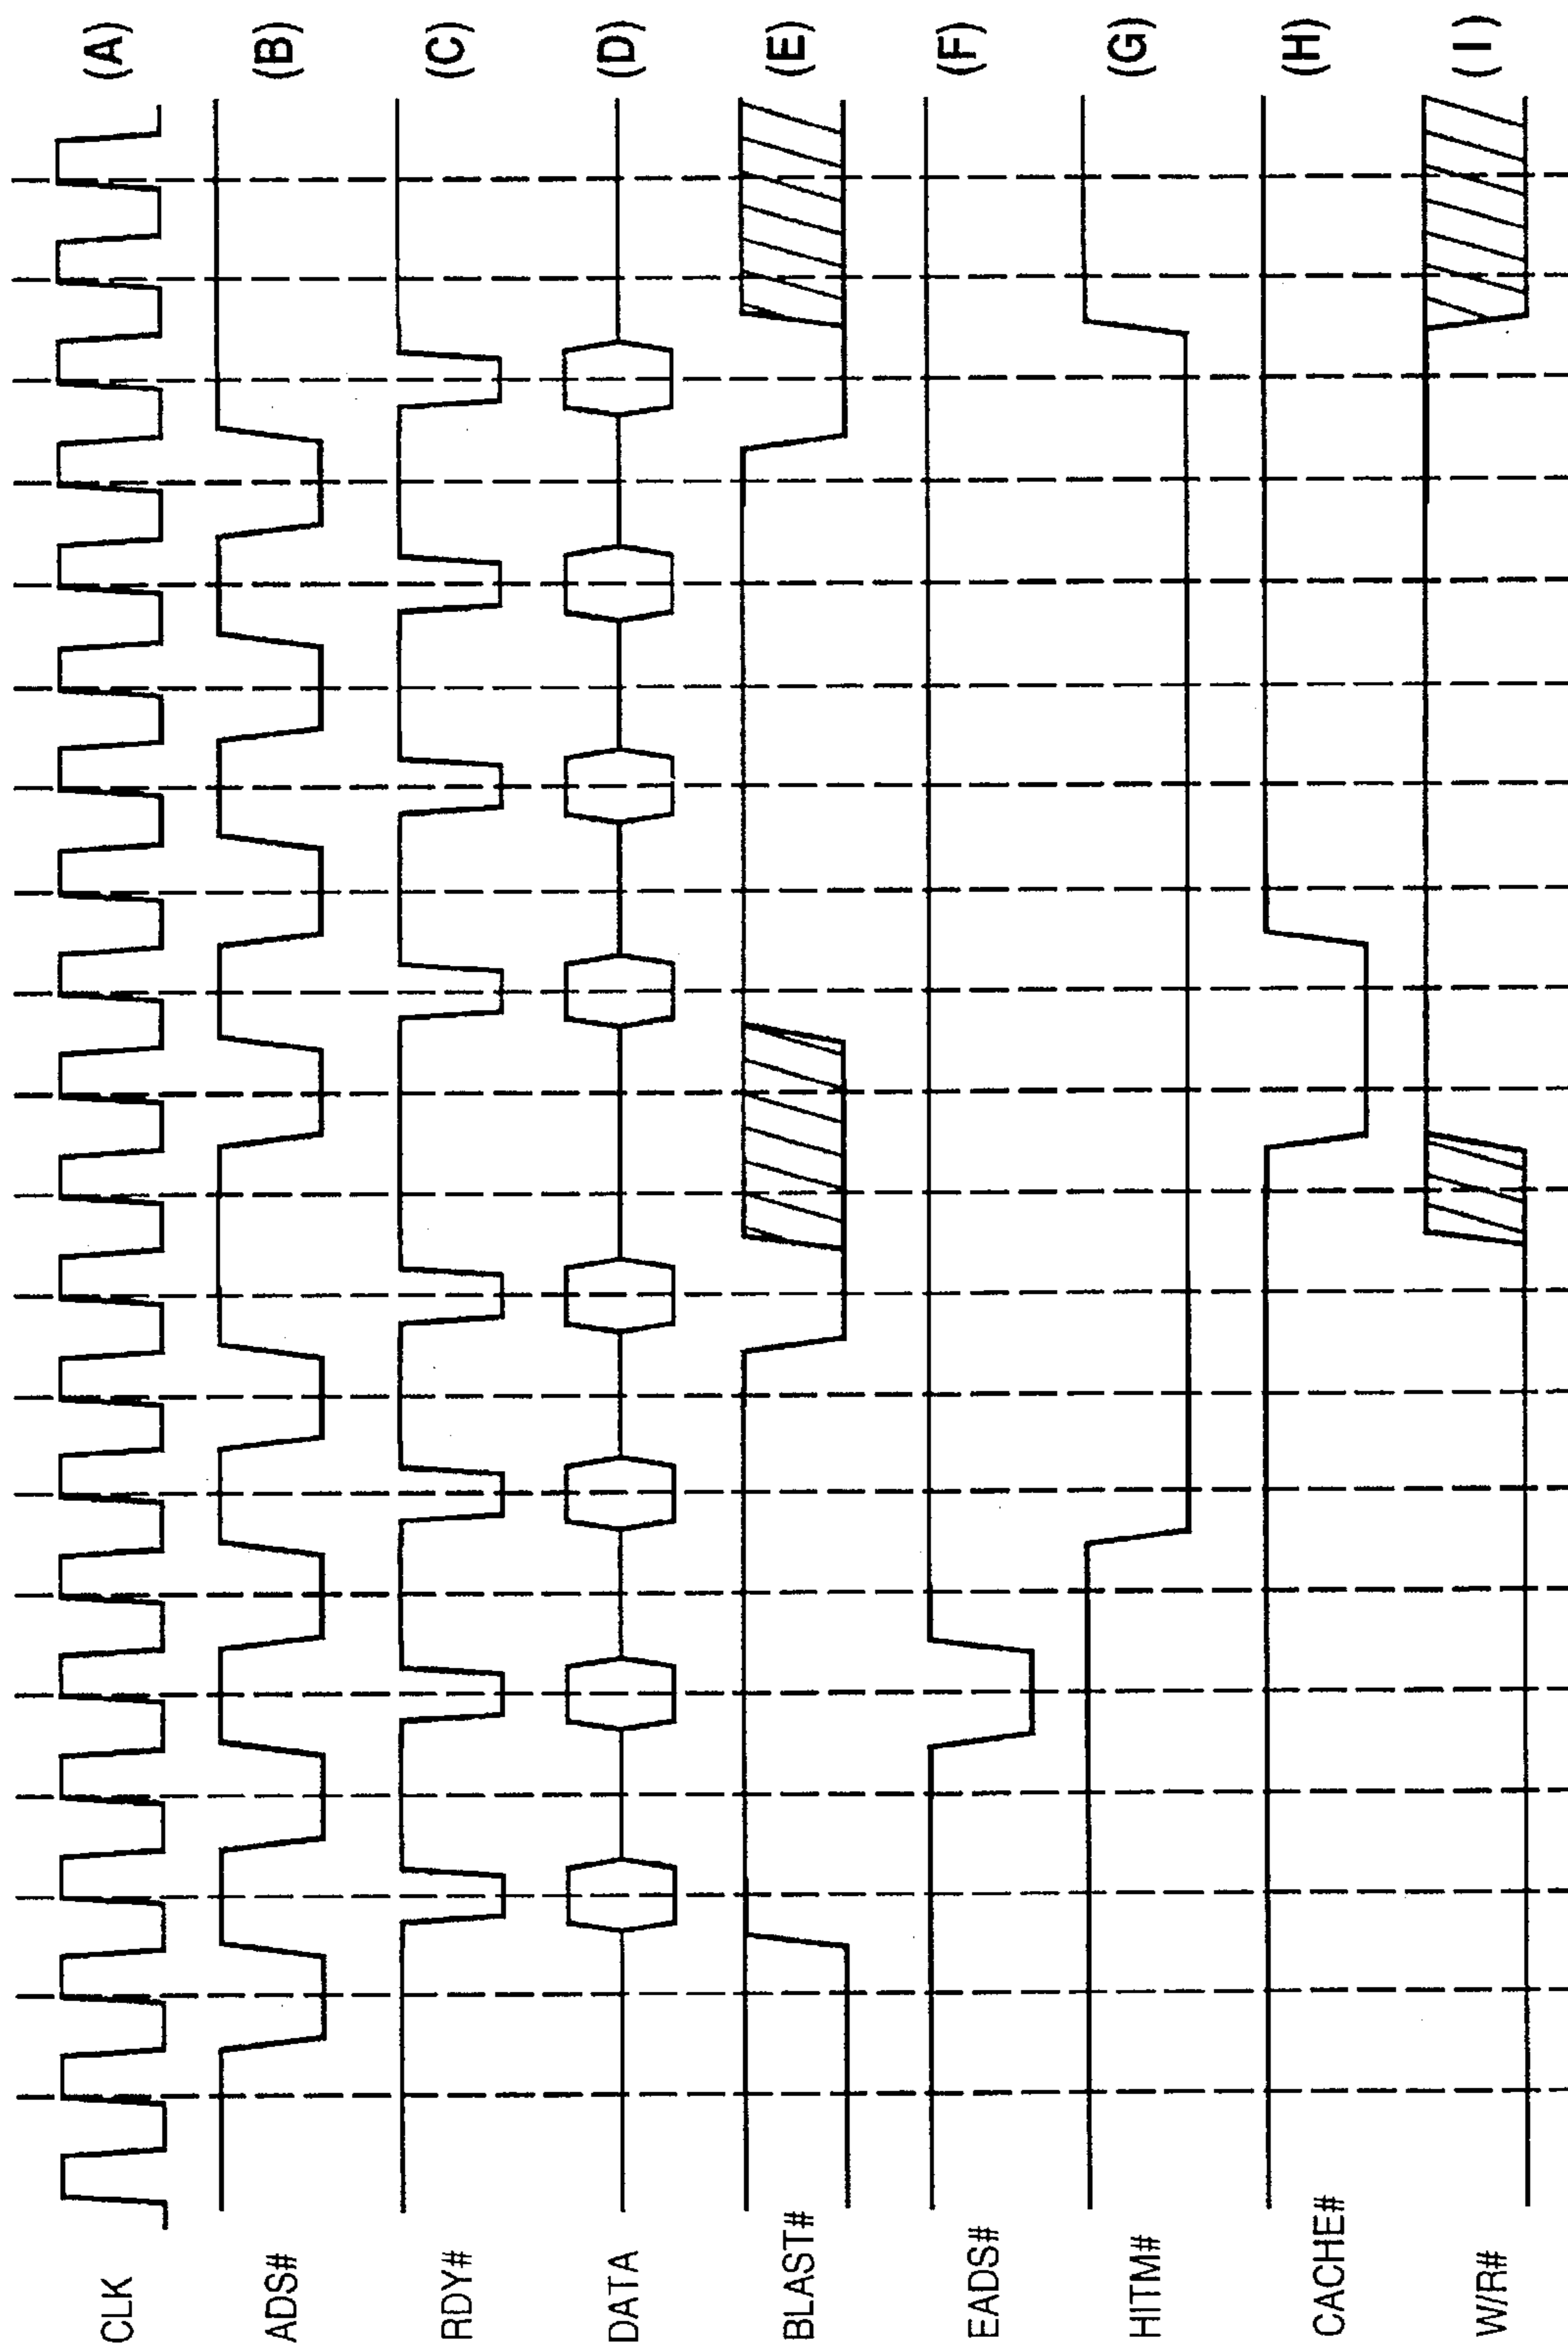 CLK (A)
ADS# (B)
RDY# (C)
DATA (D)
BLAST# (E)
EADS# (F)
HITM# (G)
CACHE# (H)
W/R# (I)